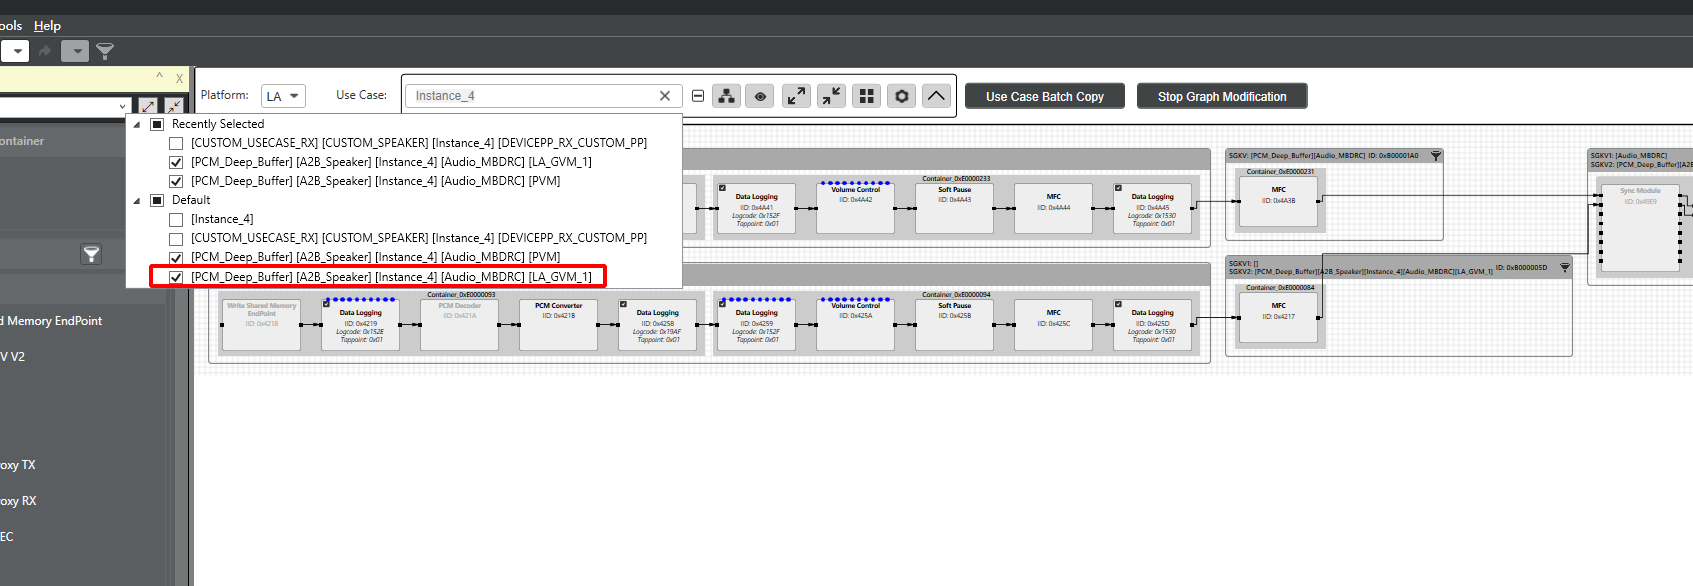 ools Help
Platform: LA Use Case: Instance_4 Use Case Batch Copy Stop Graph Modification
ontainer
Recently Selected
[CUSTOM_USECASE_RX] [CUSTOM_SPEAKER] [Instance_4] [DEVICEPP_RX_CUSTOM_PP]
[PCM_Deep_Buffer] [A2B_Speaker] [Instance_4] [Audio_MBDRC] [LA_GVM_1]
[PCM_Deep_Buffer] [A2B_Speaker] [Instance_4] [Audio_MBDRC] [PVM]
Default
[Instance_4]
[CUSTOM_USECASE_RX] [CUSTOM_SPEAKER] [Instance_4] [DEVICEPP_RX_CUSTOM_PP]
[PCM_Deep_Buffer] [A2B_Speaker] [Instance_4] [Audio_MBDRC] [PVM]
[PCM_Deep_Buffer] [A2B_Speaker] [Instance_4] [Audio_MBDRC] [LA_GVM_1]
d Memory EndPoint
V V2
oxy TX
oxy RX
EC
Container_0xE0000233
Data Logging
IID: 0x4A41
Logcode: 0x152F
Tappoint: 0x01
Volume Control
IID: 0x4A42
Soft Pause
IID: 0x4A43
MFC
IID: 0x4A44
Data Logging
IID: 0x4A45
Logcode: 0x1530
Tappoint: 0x01
SGKV: [PCM_Deep_Buffer][Audio_MBDRC] ID: 0xB00001A0
Container_0xE0000231
MFC
IID: 0x4A3B
SGKV1: [Audio_MBDRC]
SGKV2: [PCM_Deep_Buffer][A2B
Sync Module
IID: 0x49E9
Container_0xE0000093
Write Shared Memory
EndPoint
IID: 0x4218
Data Logging
IID: 0x4219
Logcode: 0x152E
Tappoint: 0x01
PCM Decoder
IID: 0x421A
PCM Converter
IID: 0x421B
Data Logging
IID: 0x4258
Logcode: 0x19AF
Tappoint: 0x01
Container_0xE0000094
Data Logging
IID: 0x4259
Logcode: 0x152F
Tappoint: 0x01
Volume Control
IID: 0x425A
Soft Pause
IID: 0x425B
MFC
IID: 0x425C
Data Logging
IID: 0x425D
Logcode: 0x1530
Tappoint: 0x01
SGKV1: []
SGKV2: [PCM_Deep_Buffer][A2B_Speaker][Instance_4][Audio_MBDRC][LA_GVM_1] ID: 0xB000005D
Container_0xE0000084
MFC
IID: 0x4217